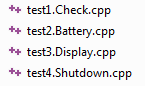 test1.Check.cpp
test2.Battery.cpp
test3.Display.cpp
test4.Shutdown.cpp